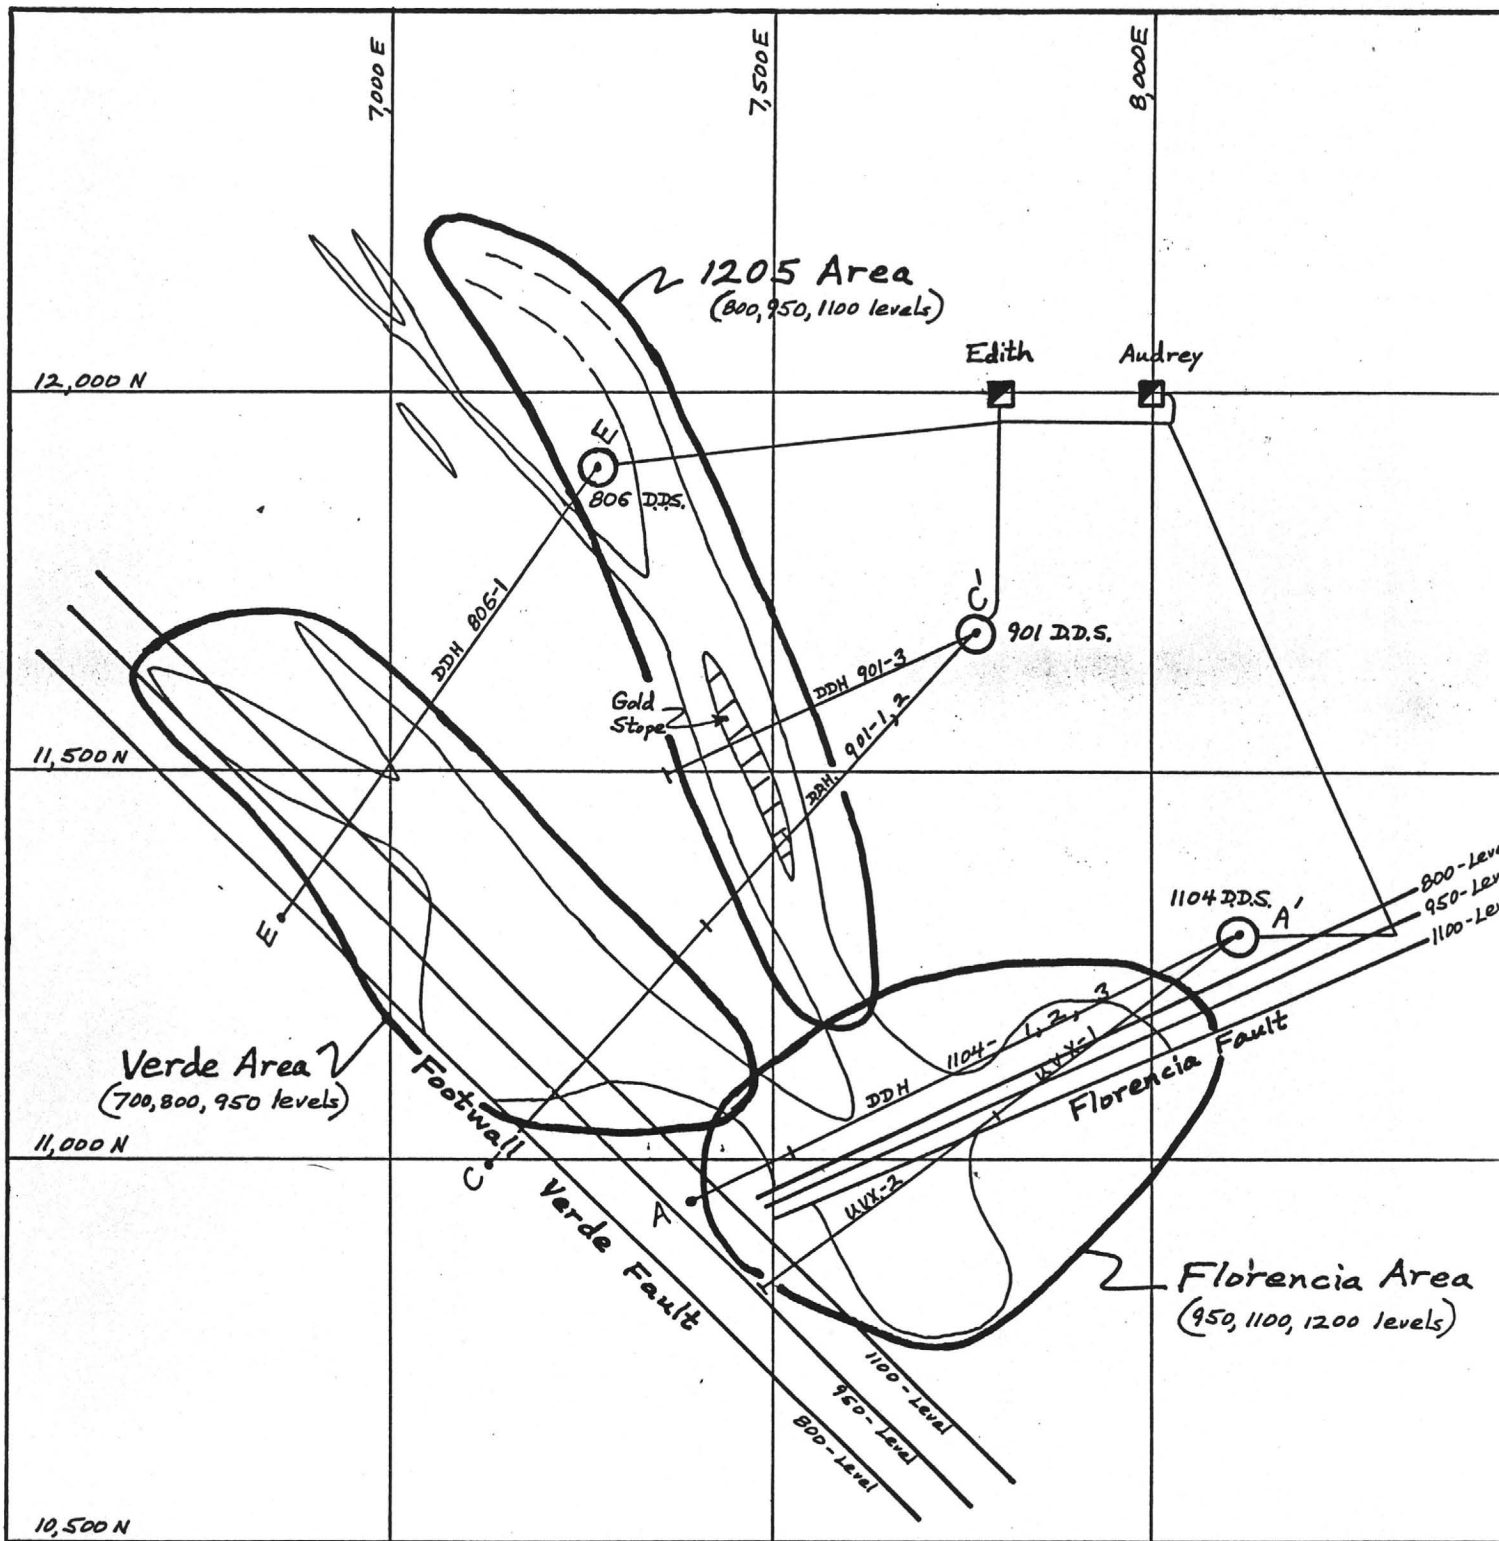 7,000 E
7,500 E
8,000 E
1205 Area
(800, 950, 1100 levels)
Edith
Audrey
12,000 N
E
806 D.D.S.
DDH 806-1
C'
901 D.D.S.
DDH 901-3
Gold
Stope
DDH. 901-1, 2
11,500 N
E
1104 D.D.S.
A'
800-Leve
950-Lev
1100-Lev
DDH 1104-1, 2, 3
UVX-1
Florencia Fault
Verde Area
(700, 800, 950 levels)
Footwall
11,000 N
C
A
UVX-2
Verde Fault
Florencia Area
(950, 1100, 1200 levels)
1100-Level
950-Level
800-Level
10,500 N